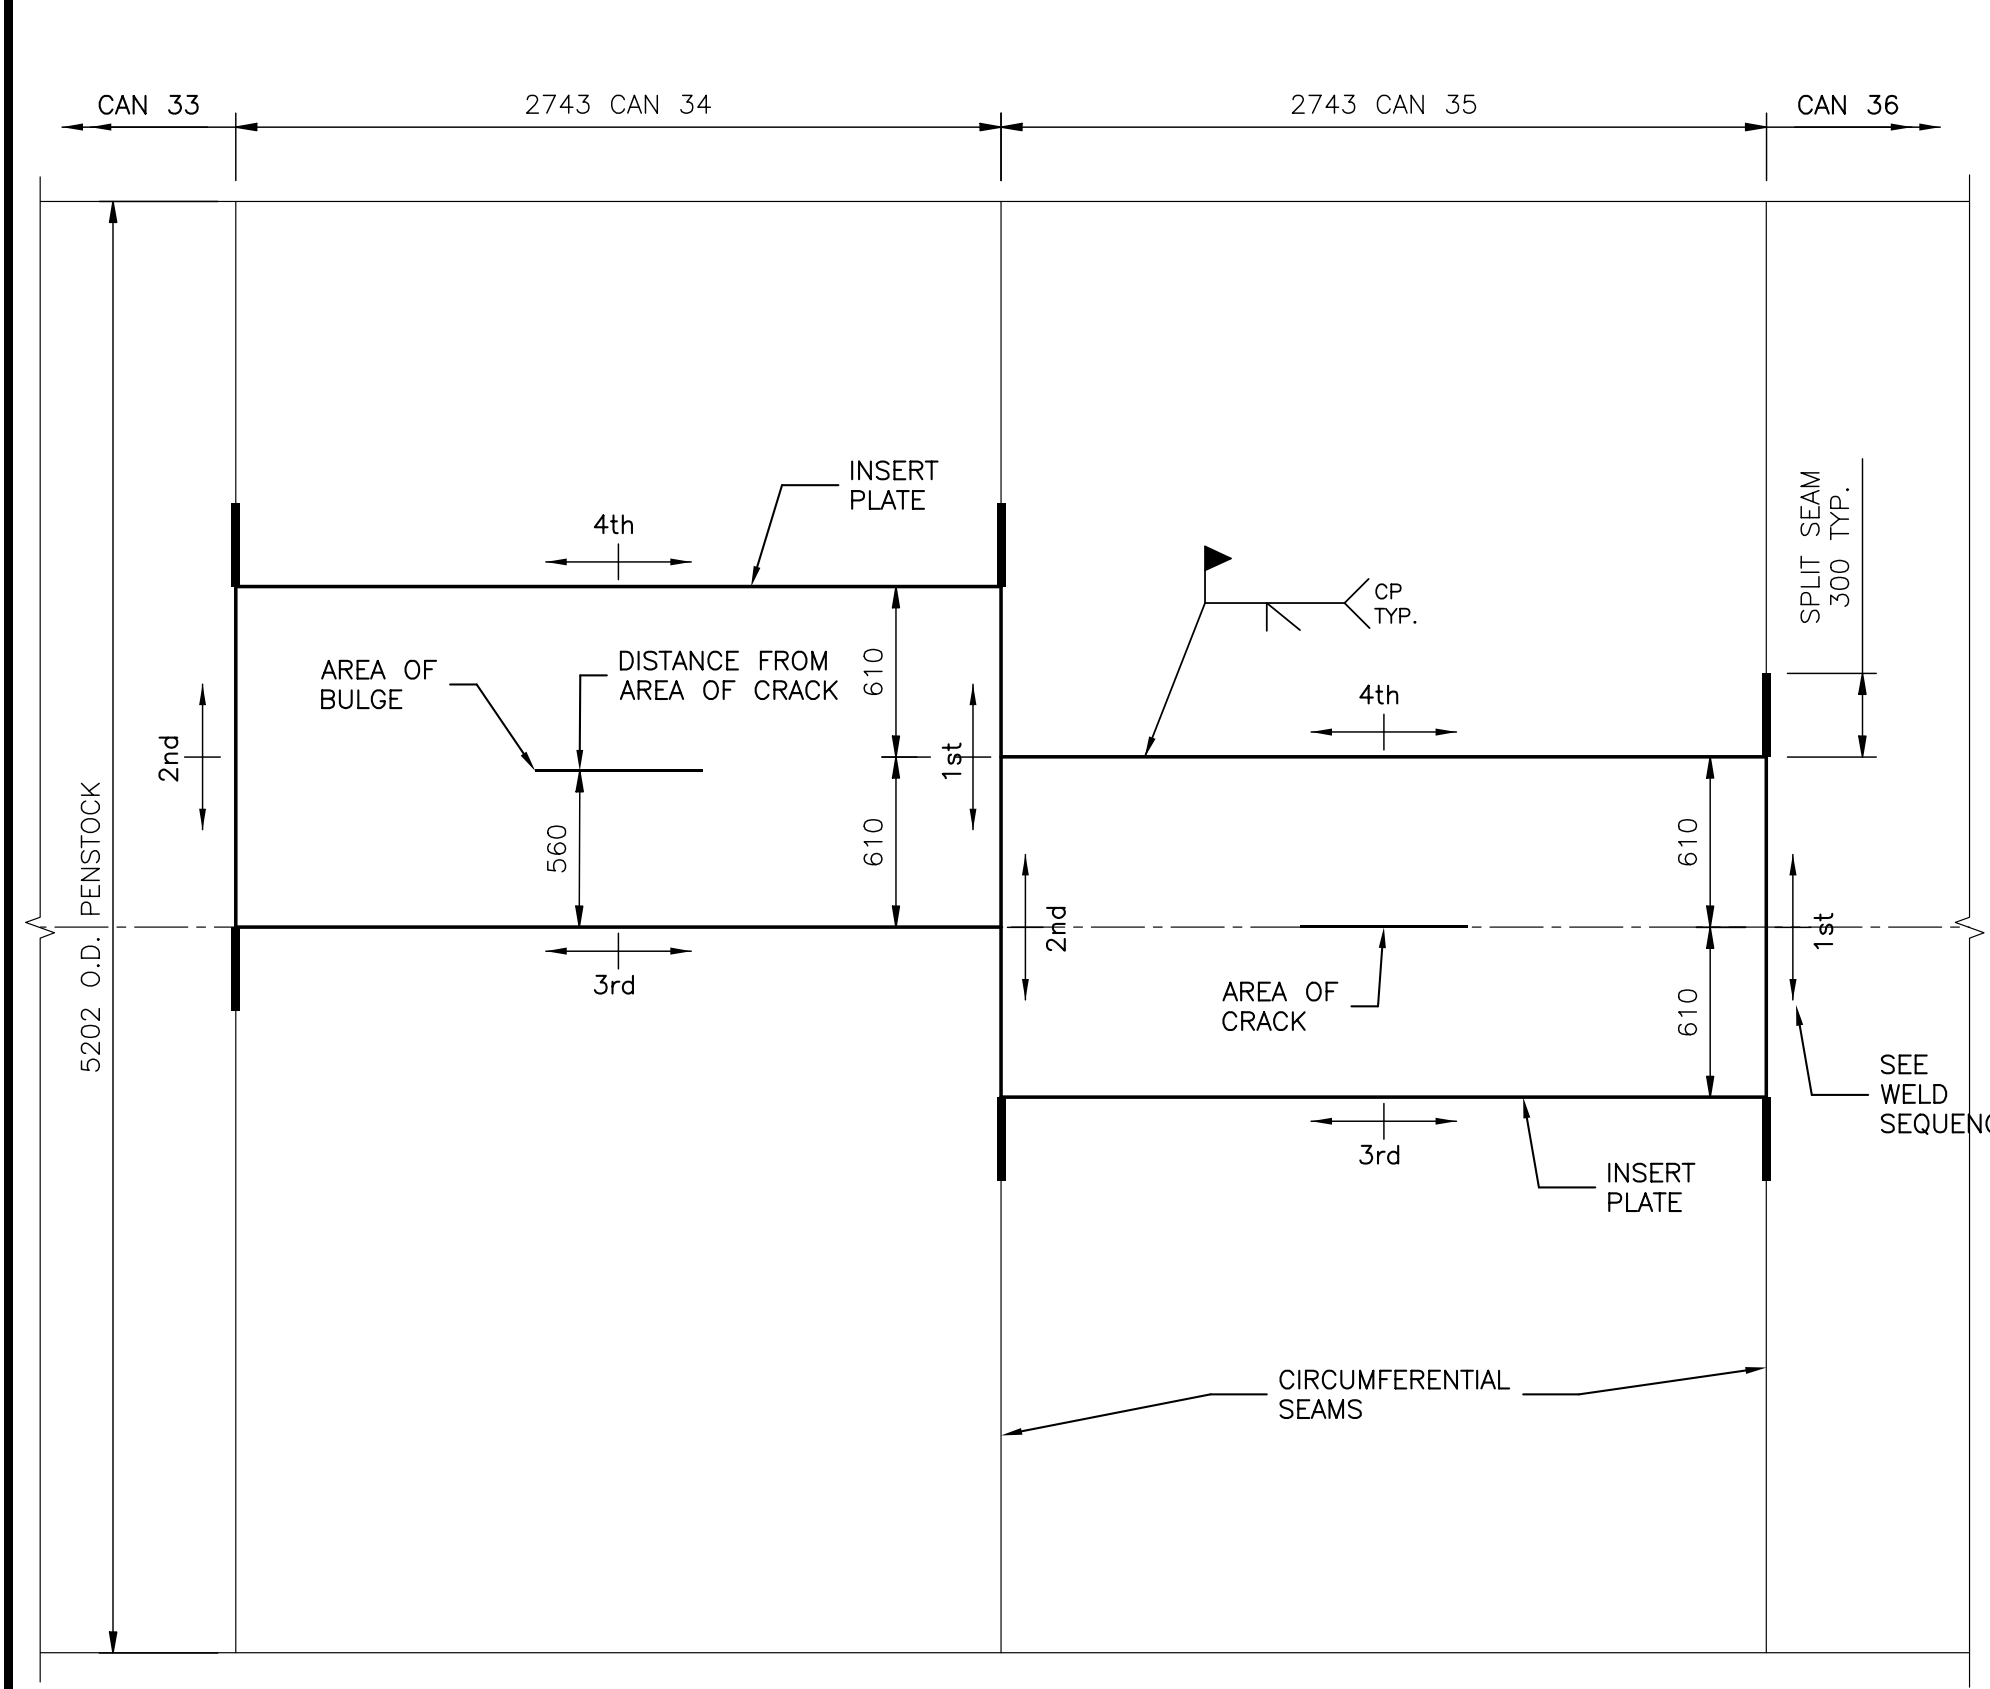 CAN 33
2743 CAN 34
2743 CAN 35
CAN 36
INSERT
PLATE
4th
SPLIT SEAM
300 TYP.
CP
TYP.
AREA OF
BULGE
DISTANCE FROM
AREA OF CRACK
610
4th
2nd
1st
5202 O.D. PENSTOCK
560
610
610
2nd
1st
3rd
AREA OF
CRACK
610
SEE
WELD
SEQUENC
3rd
INSERT
PLATE
CIRCUMFERENTIAL
SEAMS